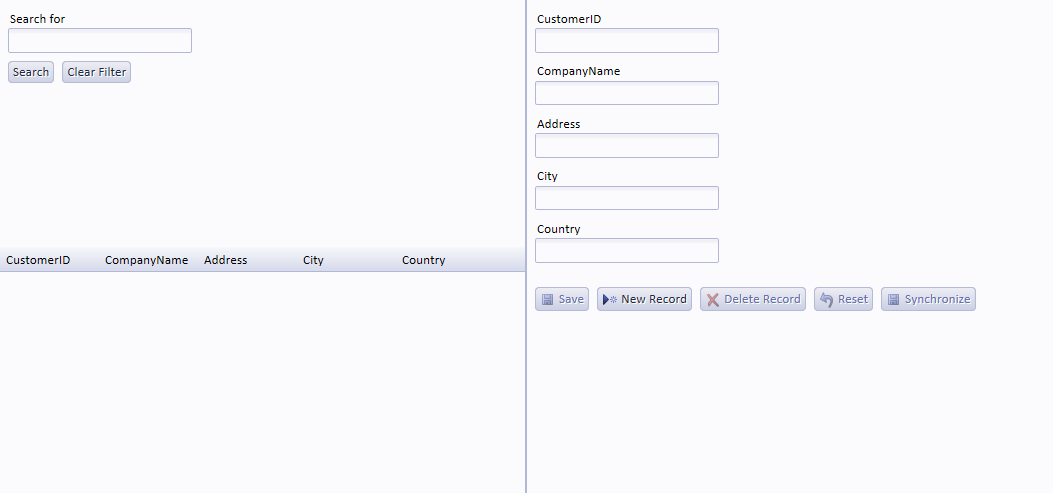 Search for
Search Clear Filter
CustomerID CompanyName Address City Country
CustomerID
CompanyName
Address
City
Country
Save New Record Delete Record Reset Synchronize